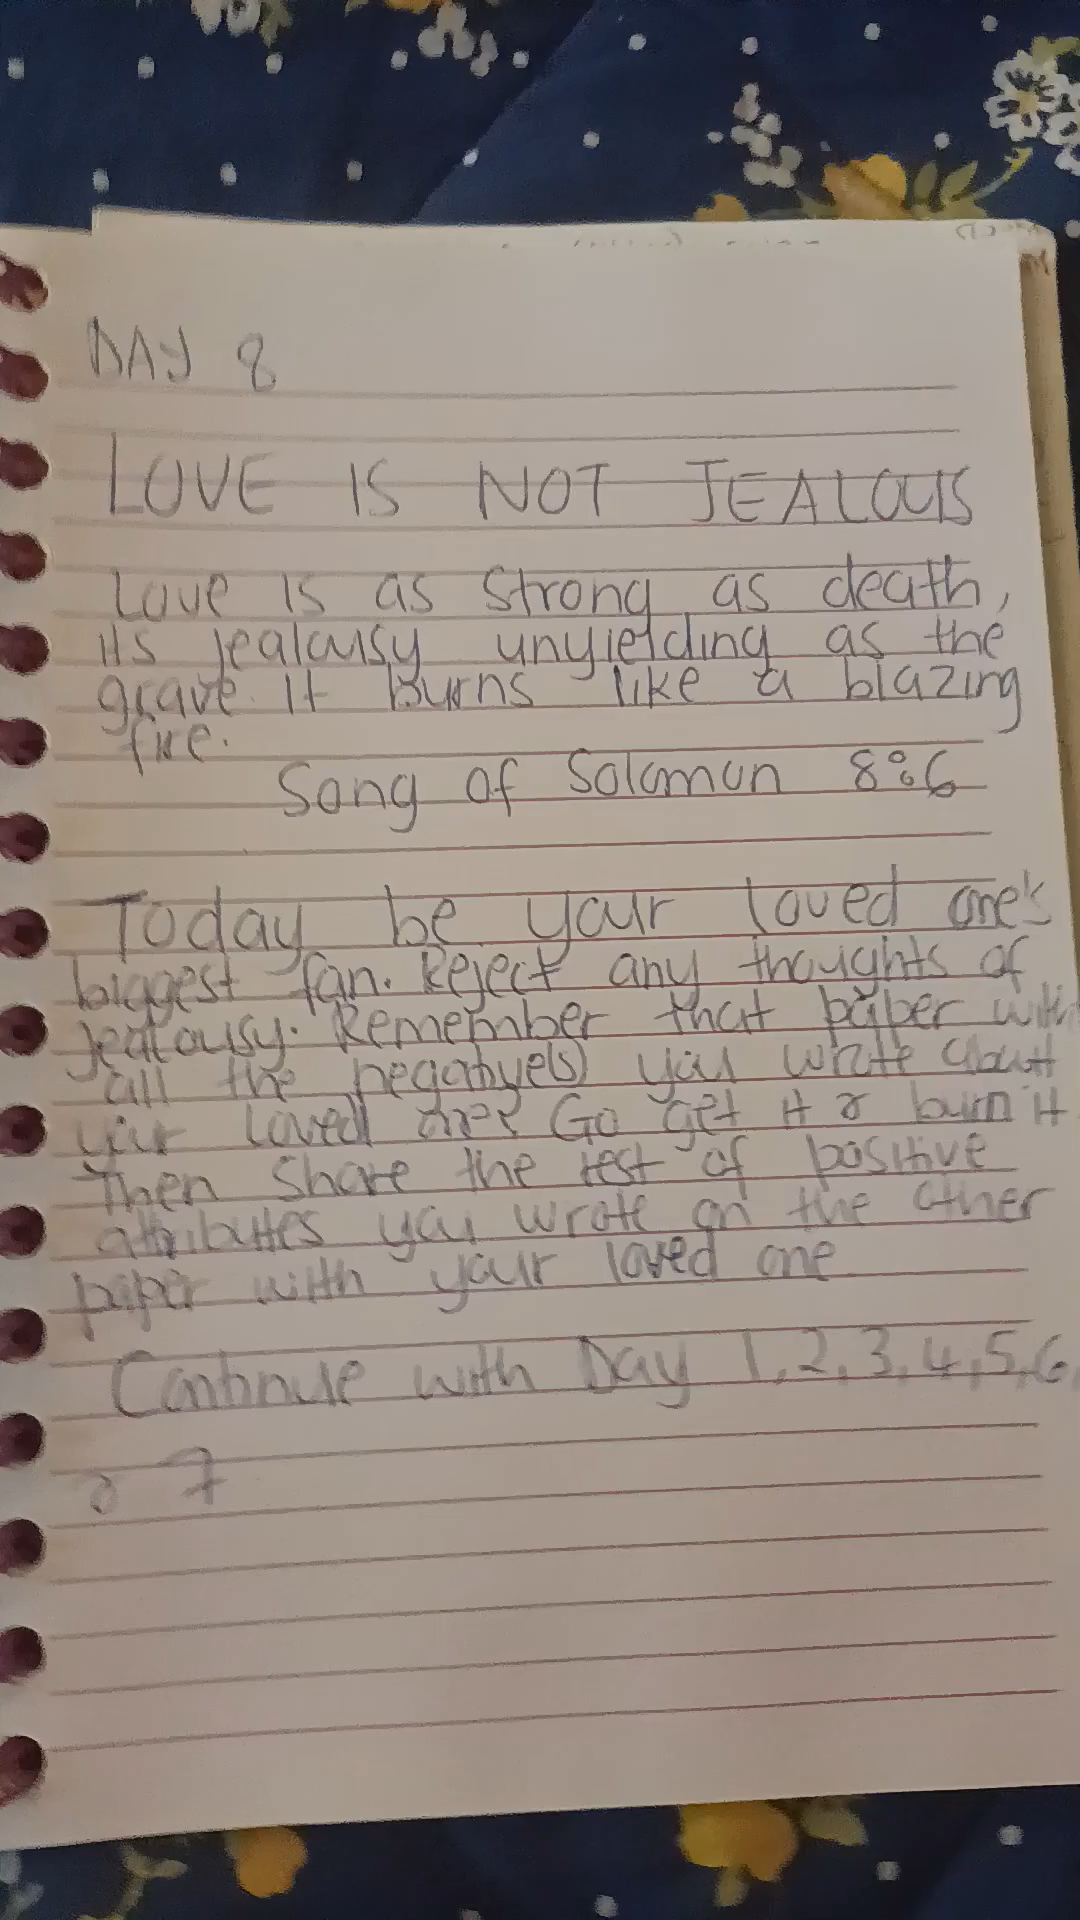 DAY 8
LOVE IS NOT JEALOUS
Love is as strong as death,
its jealousy unyielding as the
grave. It burns like a blazing
fire.
Song of Solomon 8:6
Today be your loved one's
biggest fan. Reject any thoughts of
jealousy. Remember that paper with
all the negative(s) you wrote about
your loved one? Go get it & burn it
Then share the rest of positive
attributes you wrote on the other
paper with your loved one
Continue with Day 1,2,3,4,5,6,
& 7